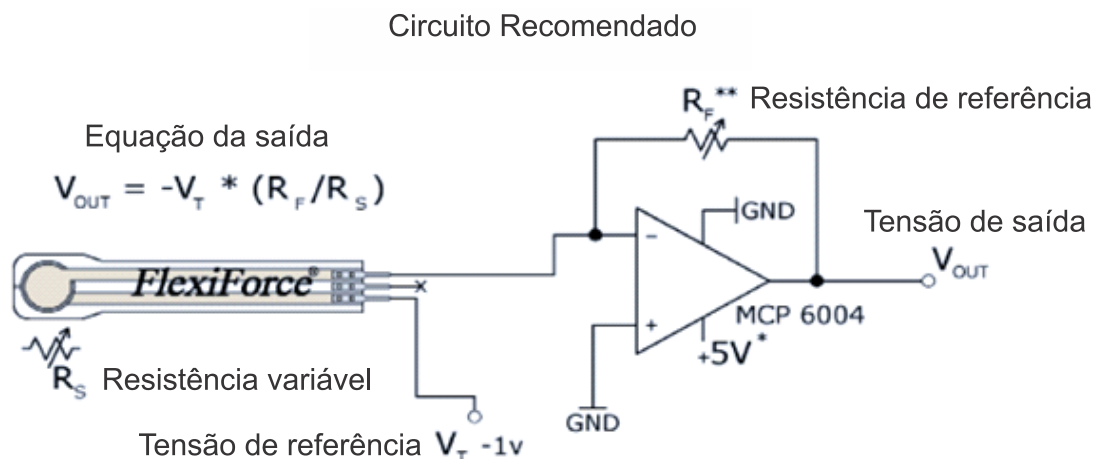 Circuito Recomendado
R_F ** Resistência de referência
Equação da saída
V_OUT = -V_T * (R_F/R_S)
GND
Tensão de saída
FlexiForce®
-
V_OUT
+
MCP 6004
+5V *
R_S Resistência variável
GND
Tensão de referência V_T -1v